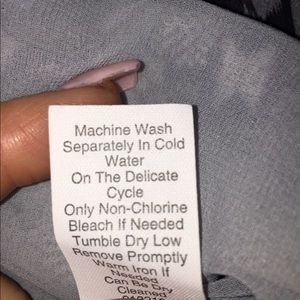 Machine Wash
Separately In Cold
Water
On The Delicate
Cycle
Only Non-Chlorine
Bleach If Needed
Tumble Dry Low
Remove Promptly
Warm Iron If
Needed
Can Be Dry
Cleaned